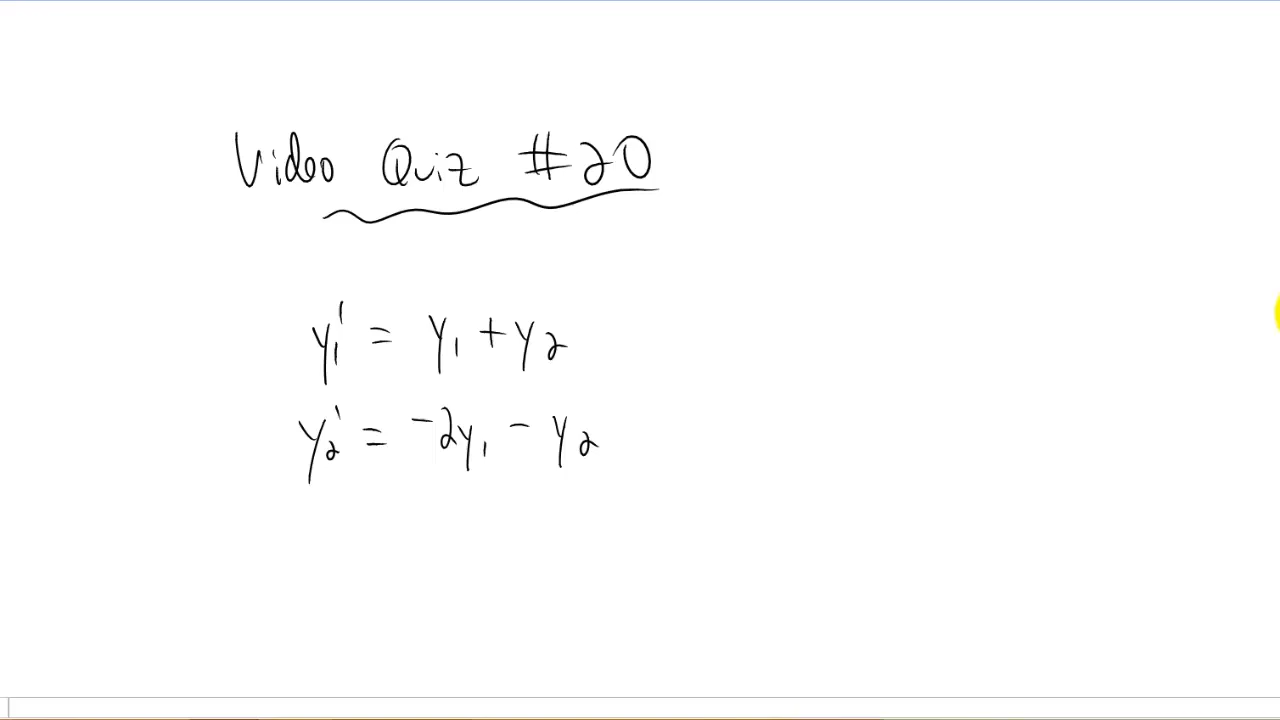 Video Quiz #20
y₁' = y₁ + y₂
y₂' = -2y₁ - y₂